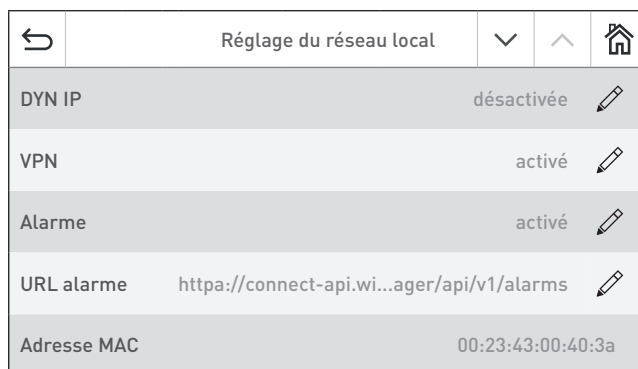 Réglage du réseau local
DYN IP désactivée
VPN activé
Alarme activé
URL alarme httpa://connect-api.wi...ager/api/v1/alarms
Adresse MAC 00:23:43:00:40:3a